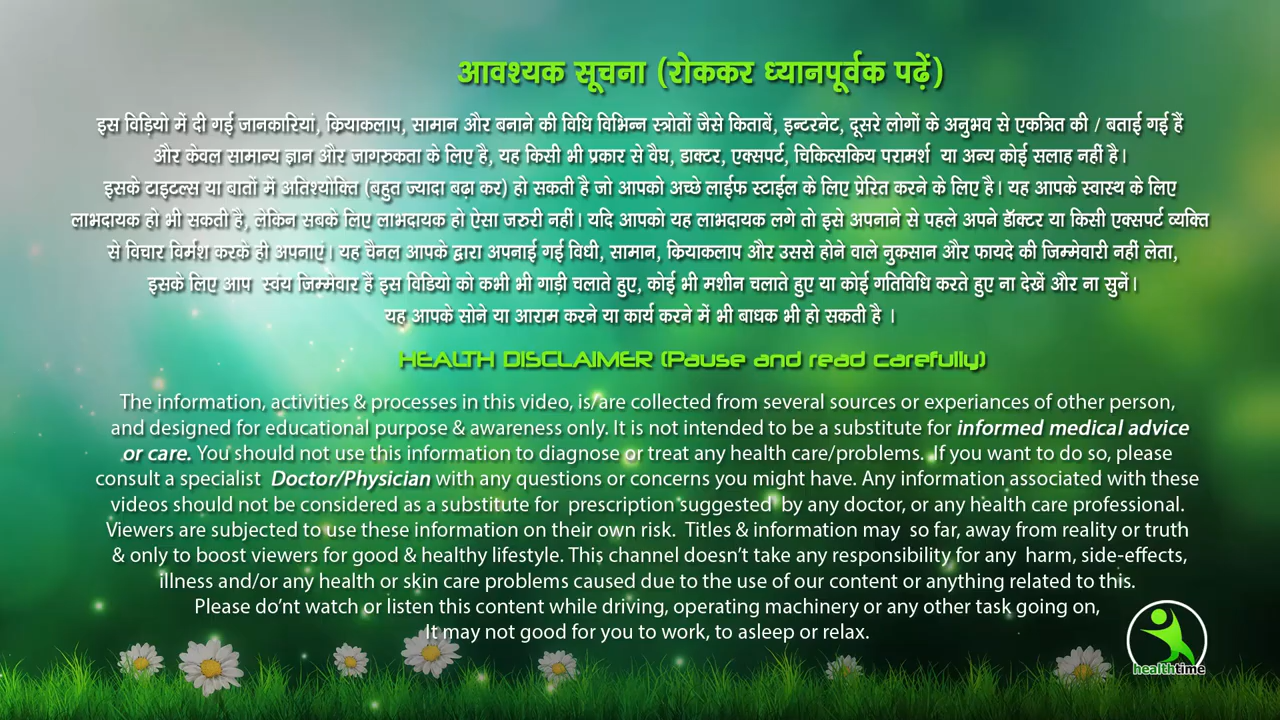 आवश्यक सूचना (रोककर ध्यानपूर्वक पढ़ें)
इस विड़ियो में दी गई जानकारियां, कियाकलाप, सामान और बनाने की विधि विभिन्न स्त्रोतों जैसे किताबें, इन्टरनेट, दूसरे लोगों के अनुभव से एकत्रित की / बताई गई हैं
और केवल सामान्य ज्ञान और जागरुकता के लिए है, यह किसी भी प्रकार से वैघ, डाक्टर, एक्सपर्ट, चिकित्सकिय परामर्श या अन्य कोई सलाह नहीं है।
इसके टाइटल्स या बातों में अतिश्योक्ति (बहुत ज्यादा बढ़ा कर) हो सकती है जो आपको अच्छे लाईफ स्टाईल के लिए प्रेरित करने के लिए है। यह आपके स्वास्थ के लिए
लाभदायक हो भी सकती है, लेकिन सबके लिए लाभदायक हो ऐसा जरुरी नहीं। यदि आपको यह लाभदायक लगे तो इसे अपनाने से पहले अपने डॉक्टर या किसी एक्सपर्ट व्यक्ति
से विचार विर्मश करके ही अपनाएं। यह चैनल आपके द्वारा अपनाई गई विधी, सामान, कियाकलाप और उससे होने वाले नुकसान और फायदे की जिम्मेवारी नहीं लेता,
इसके लिए आप स्वंय जिम्मेवार हैं इस विडियो को कभी भी गाड़ी चलाते हुए, कोई भी मशीन चलाते हुए या कोई गतिविधि करते हुए ना देखें और ना सुनें।
यह आपके सोने या आराम करने या कार्य करने में भी बाधक भी हो सकती है ।
HEALTH DISCLAIMER (Pause and read carefully)
The information, activities & processes in this video, is/are collected from several sources or experiances of other person,
and designed for educational purpose & awareness only. It is not intended to be a substitute for informed medical advice
or care. You should not use this information to diagnose or treat any health care/problems. If you want to do so, please
consult a specialist Doctor/Physician with any questions or concerns you might have. Any information associated with these
videos should not be considered as a substitute for prescription suggested by any doctor, or any health care professional.
Viewers are subjected to use these information on their own risk. Titles & information may so far, away from reality or truth
& only to boost viewers for good & healthy lifestyle. This channel doesn't take any responsibility for any harm, side-effects,
illness and/or any health or skin care problems caused due to the use of our content or anything related to this.
Please do'nt watch or listen this content while driving, operating machinery or any other task going on,
It may not good for you to work, to asleep or relax.
healthtime